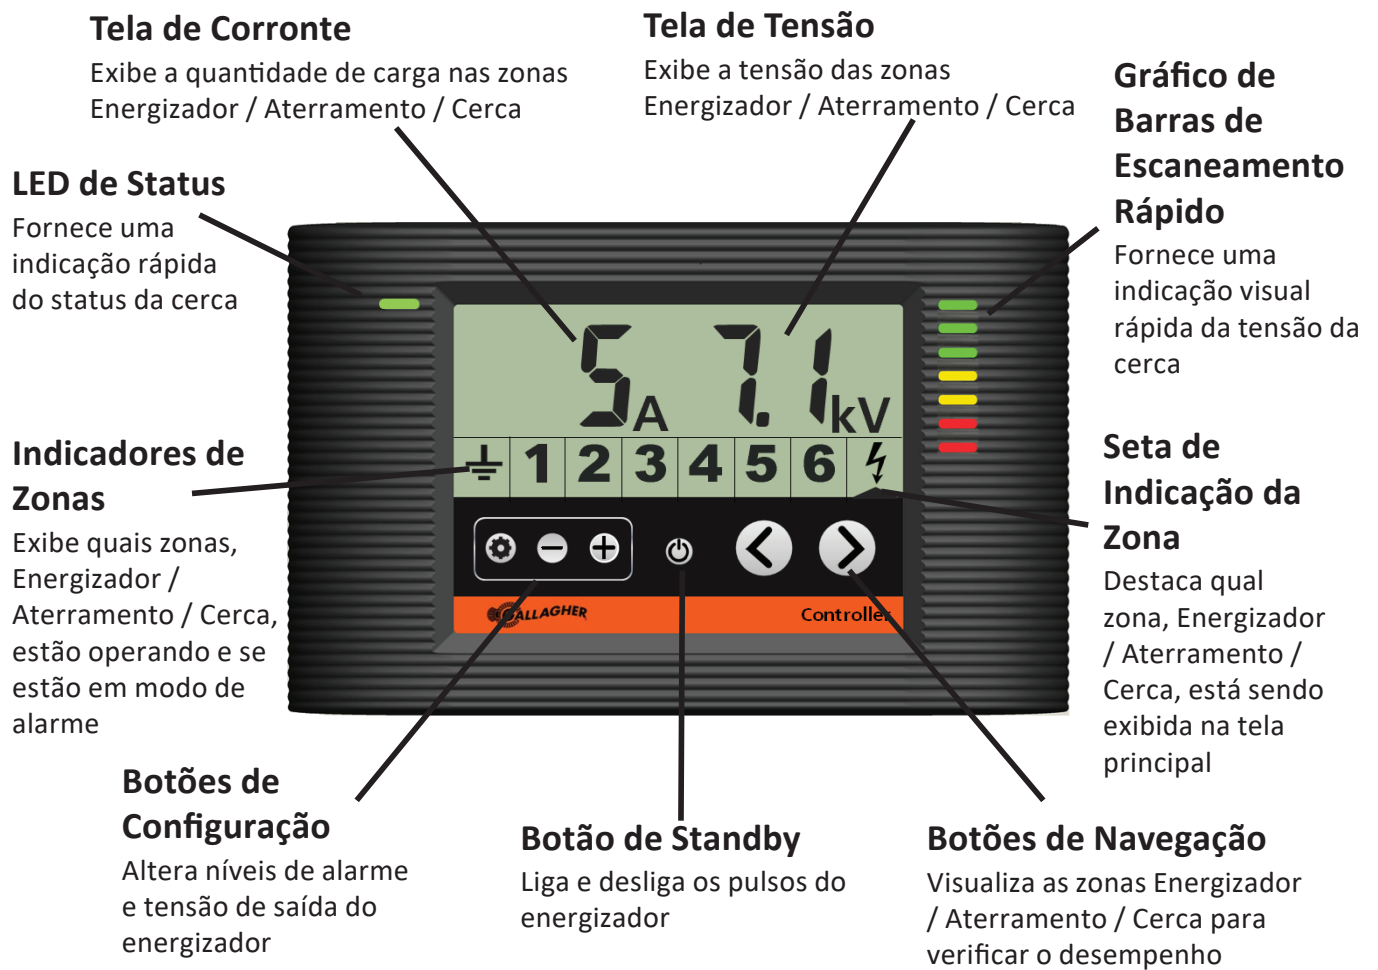 Tela de Corronte
Exibe a quantidade de carga nas zonas
Energizador / Aterramento / Cerca
Tela de Tensão
Exibe a tensão das zonas
Energizador / Aterramento / Cerca
Gráfico de
Barras de
Escaneamento
Rápido
Fornece uma
indicação visual
rápida da tensão da
cerca
LED de Status
Fornece uma
indicação rápida
do status da cerca
5A 7.1kV
1 2 3 4 5 6
GALLAGHER Controller
Indicadores de
Zonas
Exibe quais zonas,
Energizador /
Aterramento / Cerca,
estão operando e se
estão em modo de
alarme
Seta de
Indicação da
Zona
Destaca qual
zona, Energizador
/ Aterramento /
Cerca, está sendo
exibida na tela
principal
Botões de
Configuração
Altera níveis de alarme
e tensão de saída do
energizador
Botão de Standby
Liga e desliga os pulsos do
energizador
Botões de Navegação
Visualiza as zonas Energizador
/ Aterramento / Cerca para
verificar o desempenho